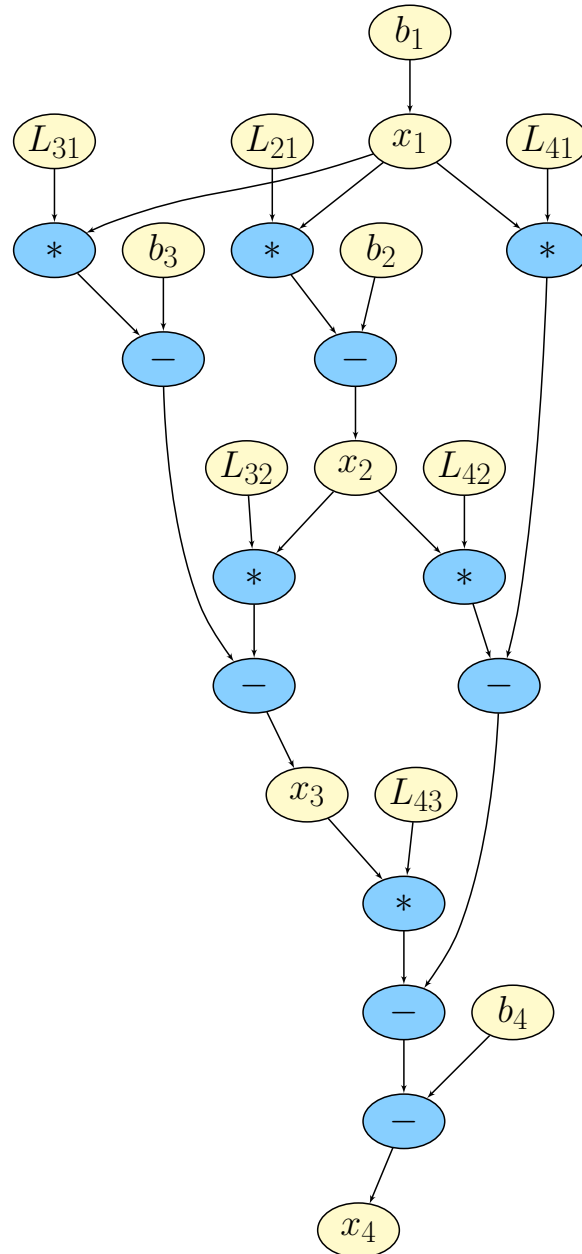 b₁
L₃₁ L₂₁ x₁ L₄₁
* b₃ * b₂ *
− −
L₃₂ x₂ L₄₂
* *
− −
x₃ L₄₃
*
− b₄
−
x₄